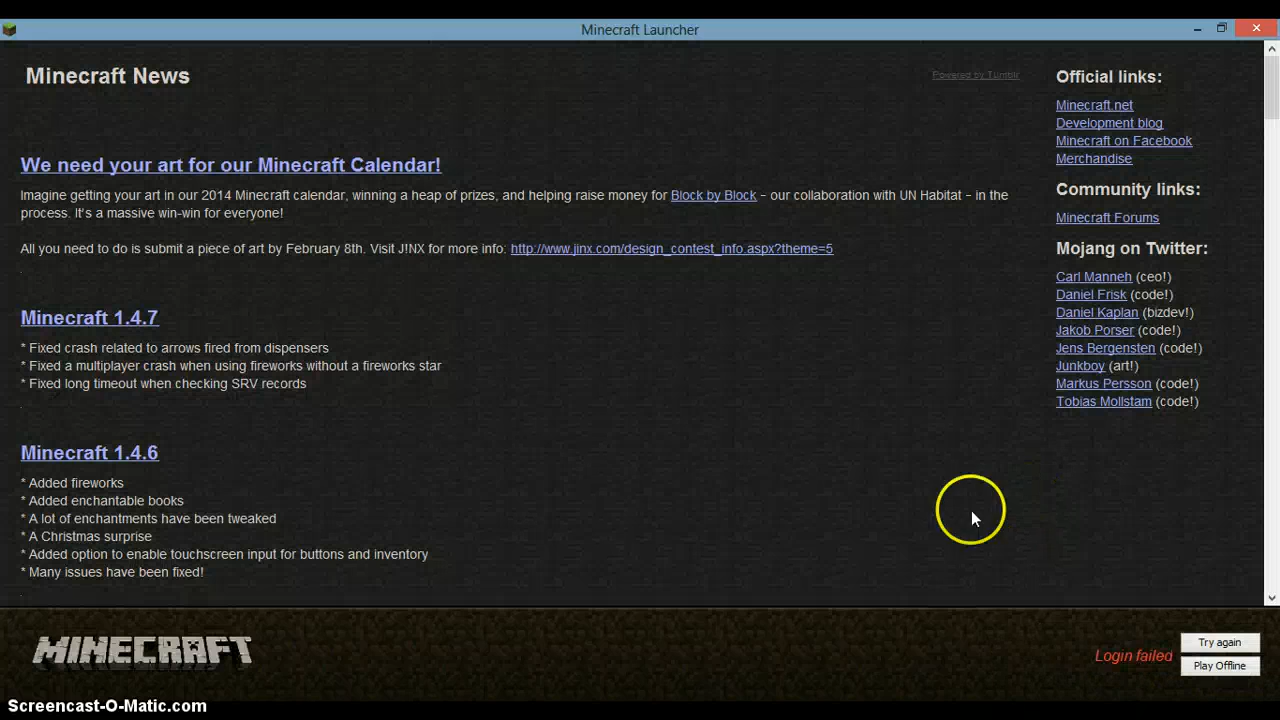 Minecraft Launcher
Minecraft News
Powered by Tumblr
We need your art for our Minecraft Calendar!
Imagine getting your art in our 2014 Minecraft calendar, winning a heap of prizes, and helping raise money for Block by Block - our collaboration with UN Habitat - in the
process. It's a massive win-win for everyone!
All you need to do is submit a piece of art by February 8th. Visit J!NX for more info: http://www.jinx.com/design_contest_info.aspx?theme=5
Minecraft 1.4.7
* Fixed crash related to arrows fired from dispensers
* Fixed a multiplayer crash when using fireworks without a fireworks star
* Fixed long timeout when checking SRV records
Minecraft 1.4.6
* Added fireworks
* Added enchantable books
* A lot of enchantments have been tweaked
* A Christmas surprise
* Added option to enable touchscreen input for buttons and inventory
* Many issues have been fixed!
Official links:
Minecraft.net
Development blog
Minecraft on Facebook
Merchandise
Community links:
Minecraft Forums
Mojang on Twitter:
Carl Manneh (ceo!)
Daniel Frisk (code!)
Daniel Kaplan (bizdev!)
Jakob Porser (code!)
Jens Bergensten (code!)
Junkboy (art!)
Markus Persson (code!)
Tobias Mollstam (code!)
MINECRAFT
Login failed
Try again
Play Offline
Screencast-O-Matic.com